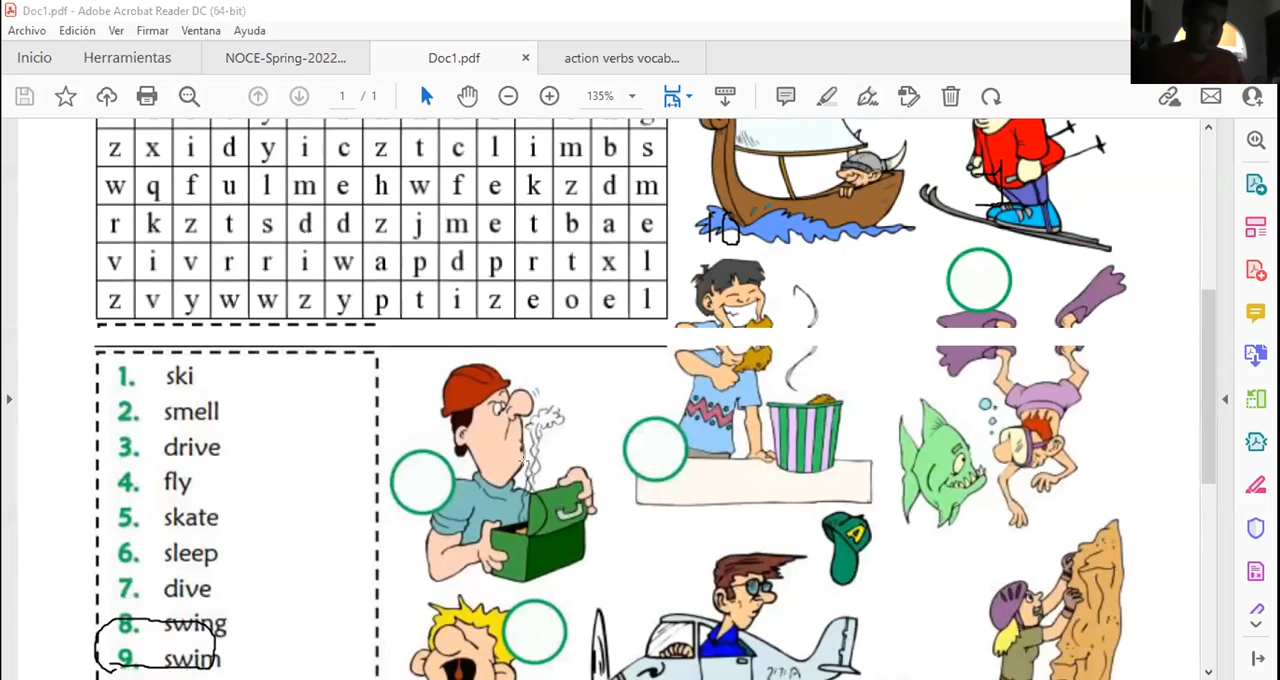 Doc1.pdf - Adobe Acrobat Reader DC (64-bit)
Archivo Edición Ver Firmar Ventana Ayuda
Inicio Herramientas NOCE-Spring-2022... Doc1.pdf × action verbs vocab...
1 / 1 135%
z x i d y i c z t c l i m b s
w q f u l m e h w f e k z d m
r k z t s d d z j m e t b a e
v i v r r i w a p d p r t x l
z v y w w z y p t i z e o e l
10
1. ski
2. smell
3. drive
4. fly
5. skate
6. sleep
7. dive
8. swing
9. swim
A